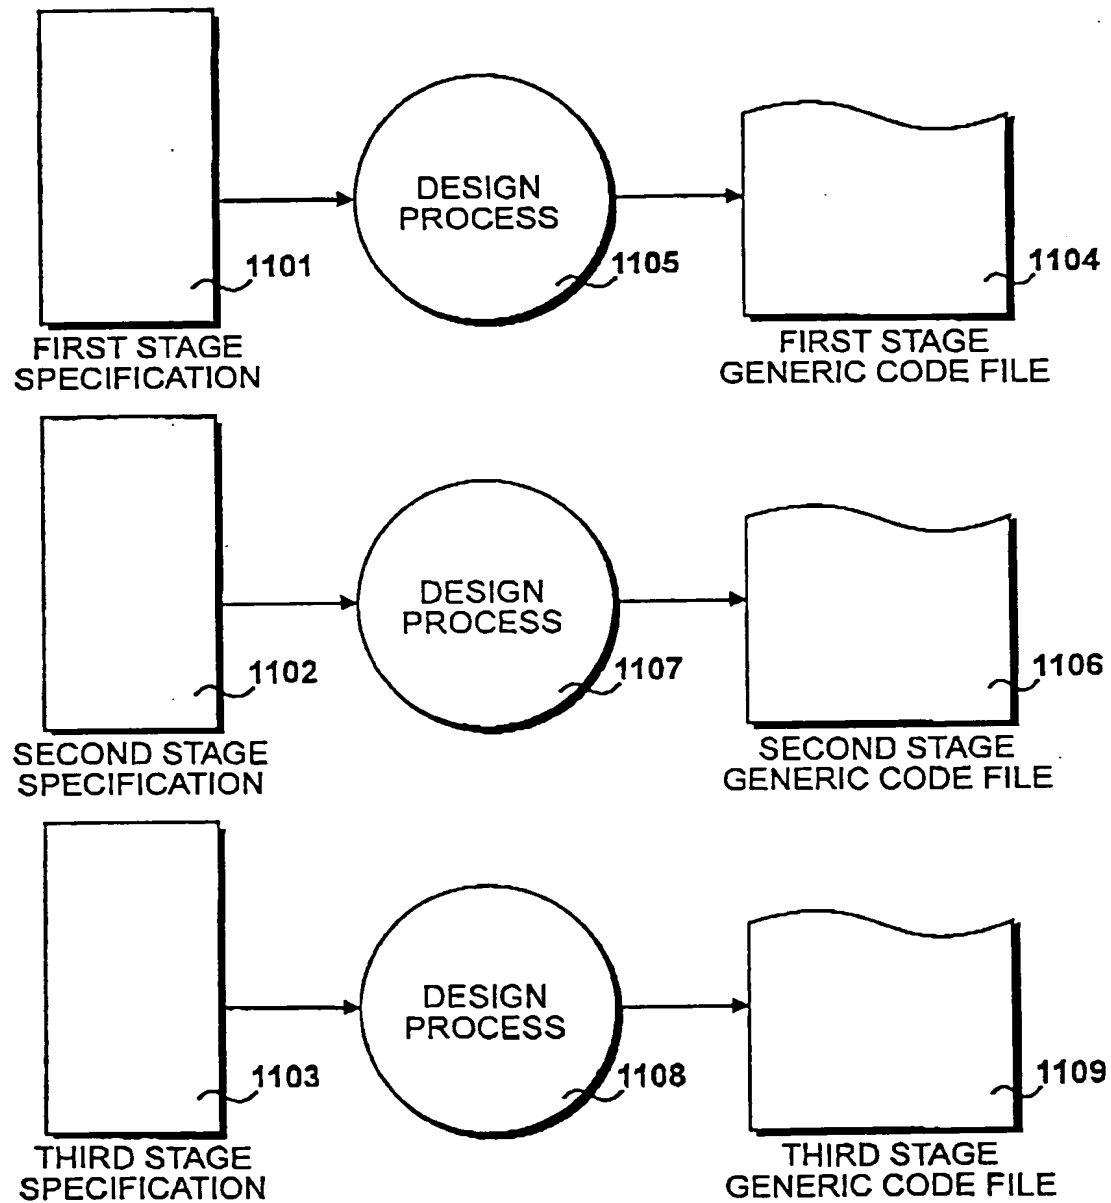 DESIGN
PROCESS
1101
1105
1104
FIRST STAGE
SPECIFICATION
FIRST STAGE
GENERIC CODE FILE
DESIGN
PROCESS
1102
1107
1106
SECOND STAGE
SPECIFICATION
SECOND STAGE
GENERIC CODE FILE
DESIGN
PROCESS
1103
1108
1109
THIRD STAGE
SPECIFICATION
THIRD STAGE
GENERIC CODE FILE